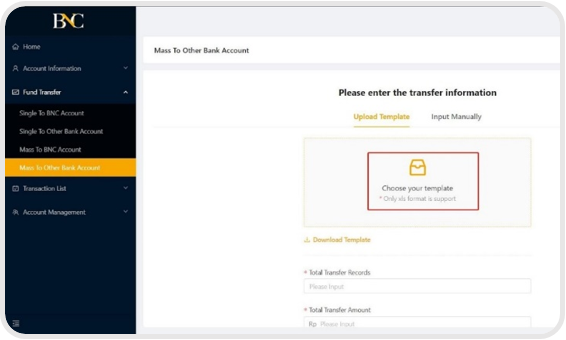 BNC
Home
Account Information
Fund Transfer
Single To BNC Account
Single To Other Bank Account
Mass To BNC Account
Mass To Other Bank Account
Transaction List
Account Management
Mass To Other Bank Account
Please enter the transfer information
Upload Template Input Manually
Choose your template
* Only xls format is support
Download Template
* Total Transfer Records
Please Input
* Total Transfer Amount
Rp Please Input